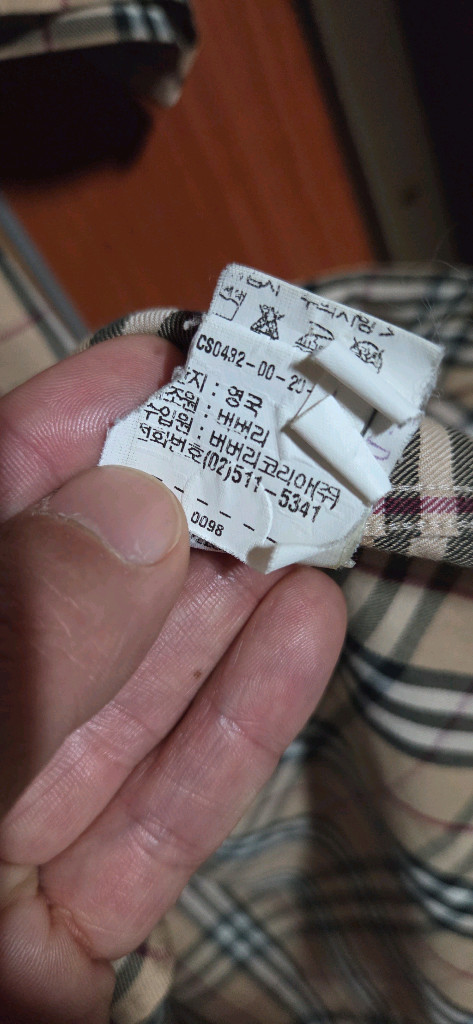 CS0432-00-20
지 : 영국
조원 : 버버리
수입원 : 버버리코리아(주)
전화번호(02)511-5341
0098